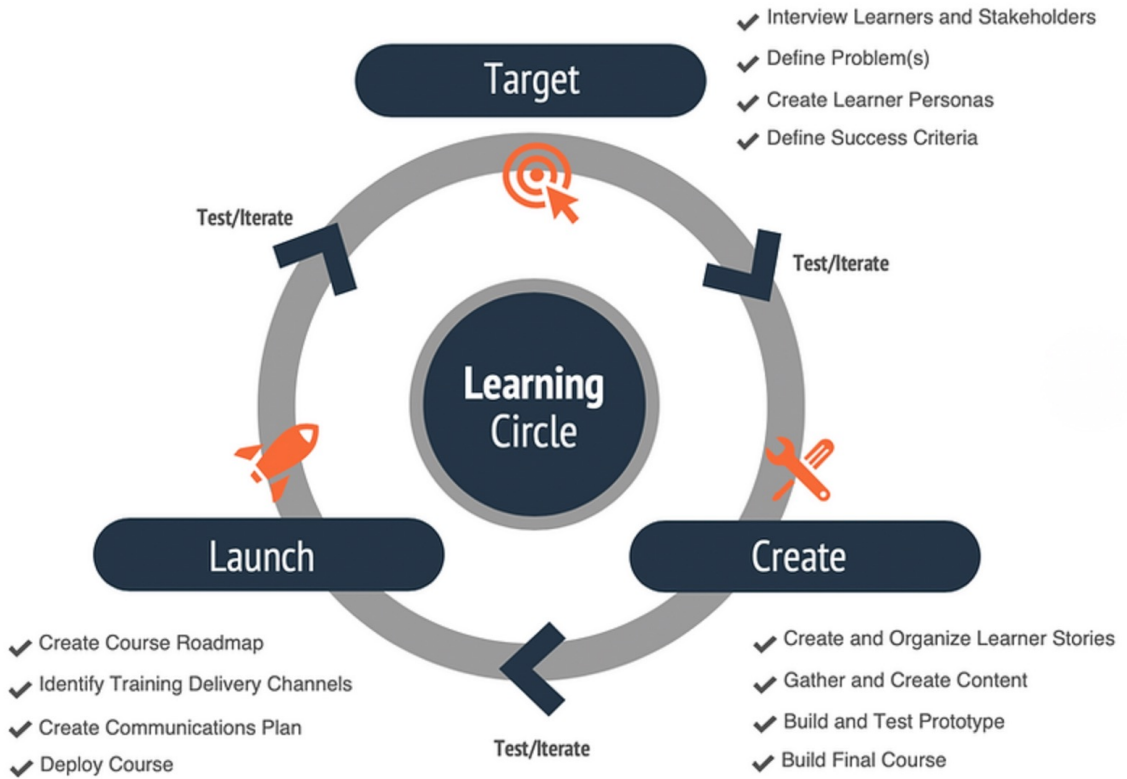 Target
Interview Learners and Stakeholders
Define Problem(s)
Create Learner Personas
Define Success Criteria
Test/Iterate
Test/Iterate
Learning
Circle
Launch
Create
Create Course Roadmap
Identify Training Delivery Channels
Create Communications Plan
Deploy Course
Test/Iterate
Create and Organize Learner Stories
Gather and Create Content
Build and Test Prototype
Build Final Course